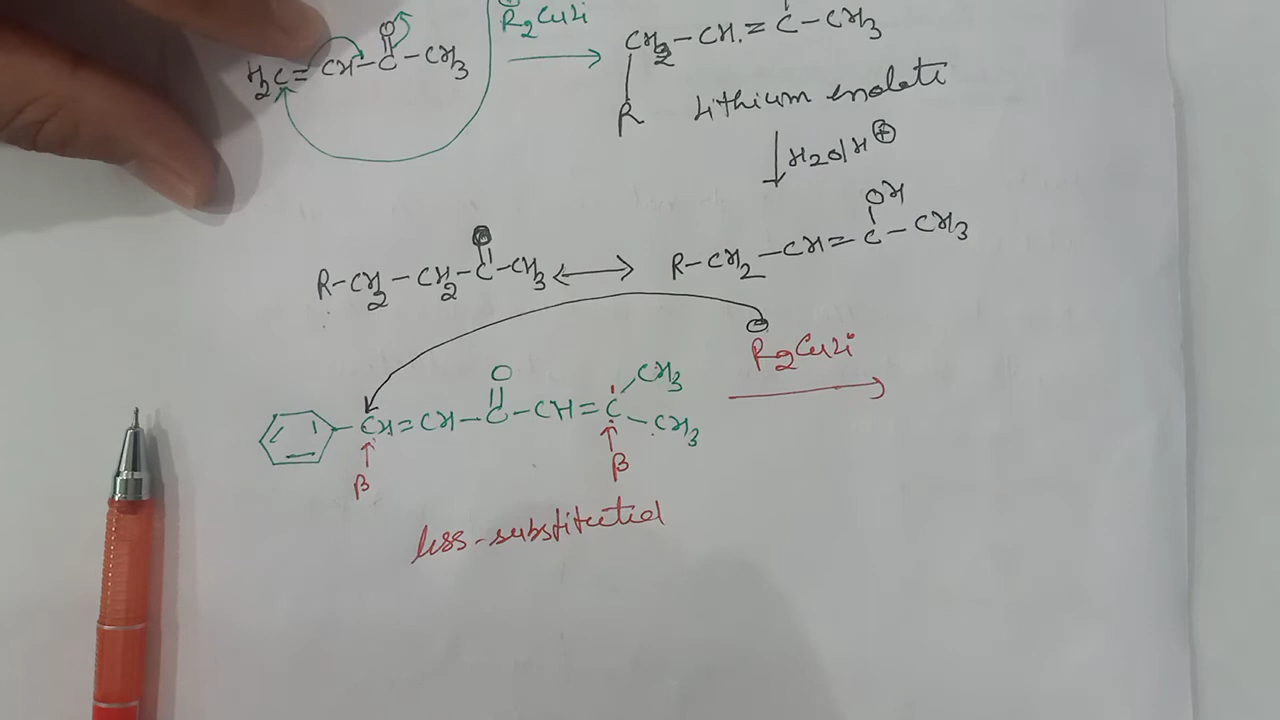 H2C=CH-C-CH3
O
R2CuLi
CH2-CH=C-CH3
R
Lithium enolate
H2O/H⊕
R-CH2-CH2-C-CH3
OH
R-CH2-CH=C-CH3
⊖
R2CuLi
O
CH=CH-C-CH=C
CH3
CH3
β
β
less-substituted